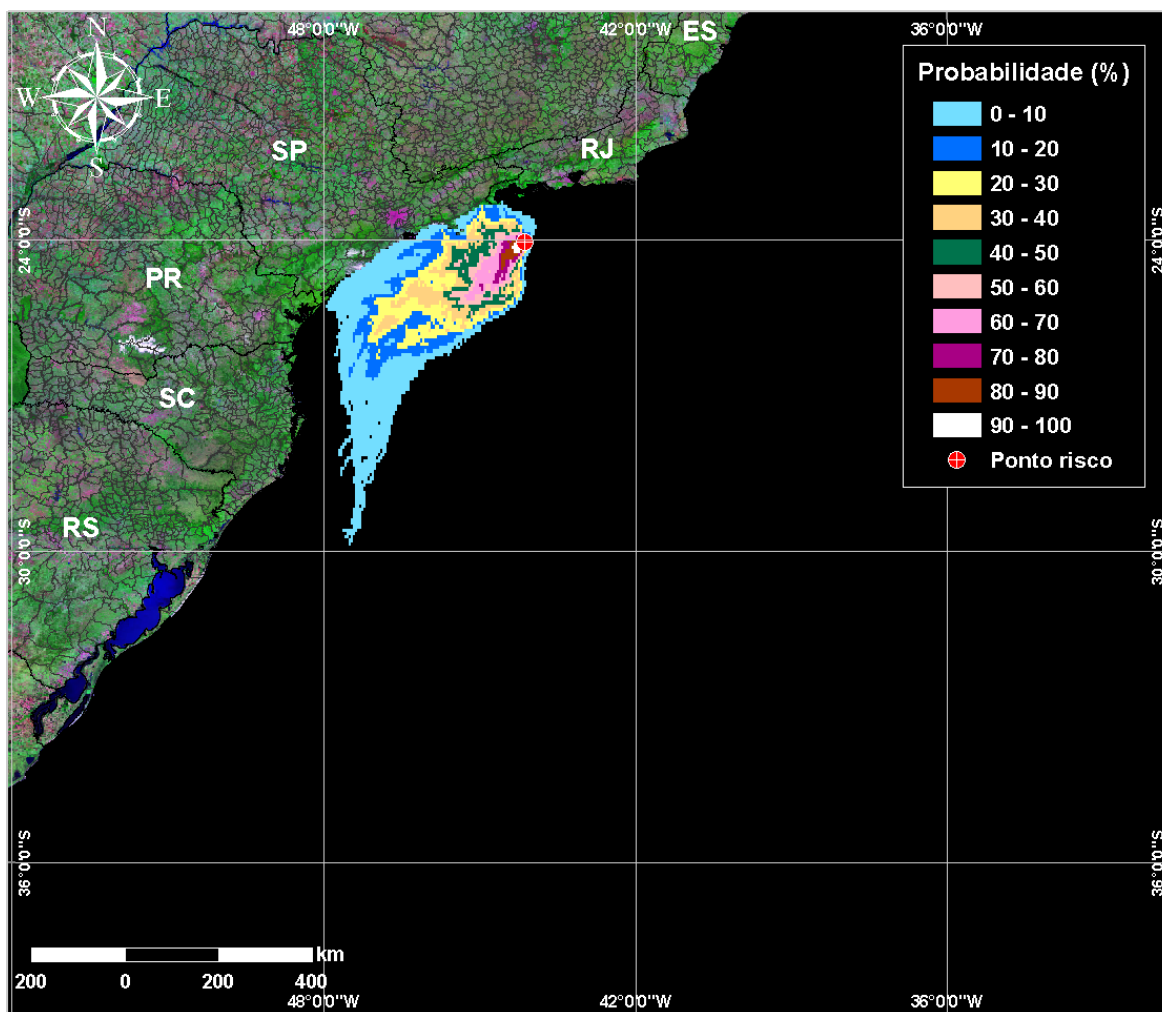 48°0'0"W 42°0'0"W 36°0'0"W
ES
N
W E
S
SP
RJ
PR
SC
RS
24°0'0"S 24°0'0"S
30°0'0"S 30°0'0"S
36°0'0"S 36°0'0"S
Probabilidade (%)
0 - 10
10 - 20
20 - 30
30 - 40
40 - 50
50 - 60
60 - 70
70 - 80
80 - 90
90 - 100
Ponto risco
km
200 0 200 400
48°0'0"W 42°0'0"W 36°0'0"W